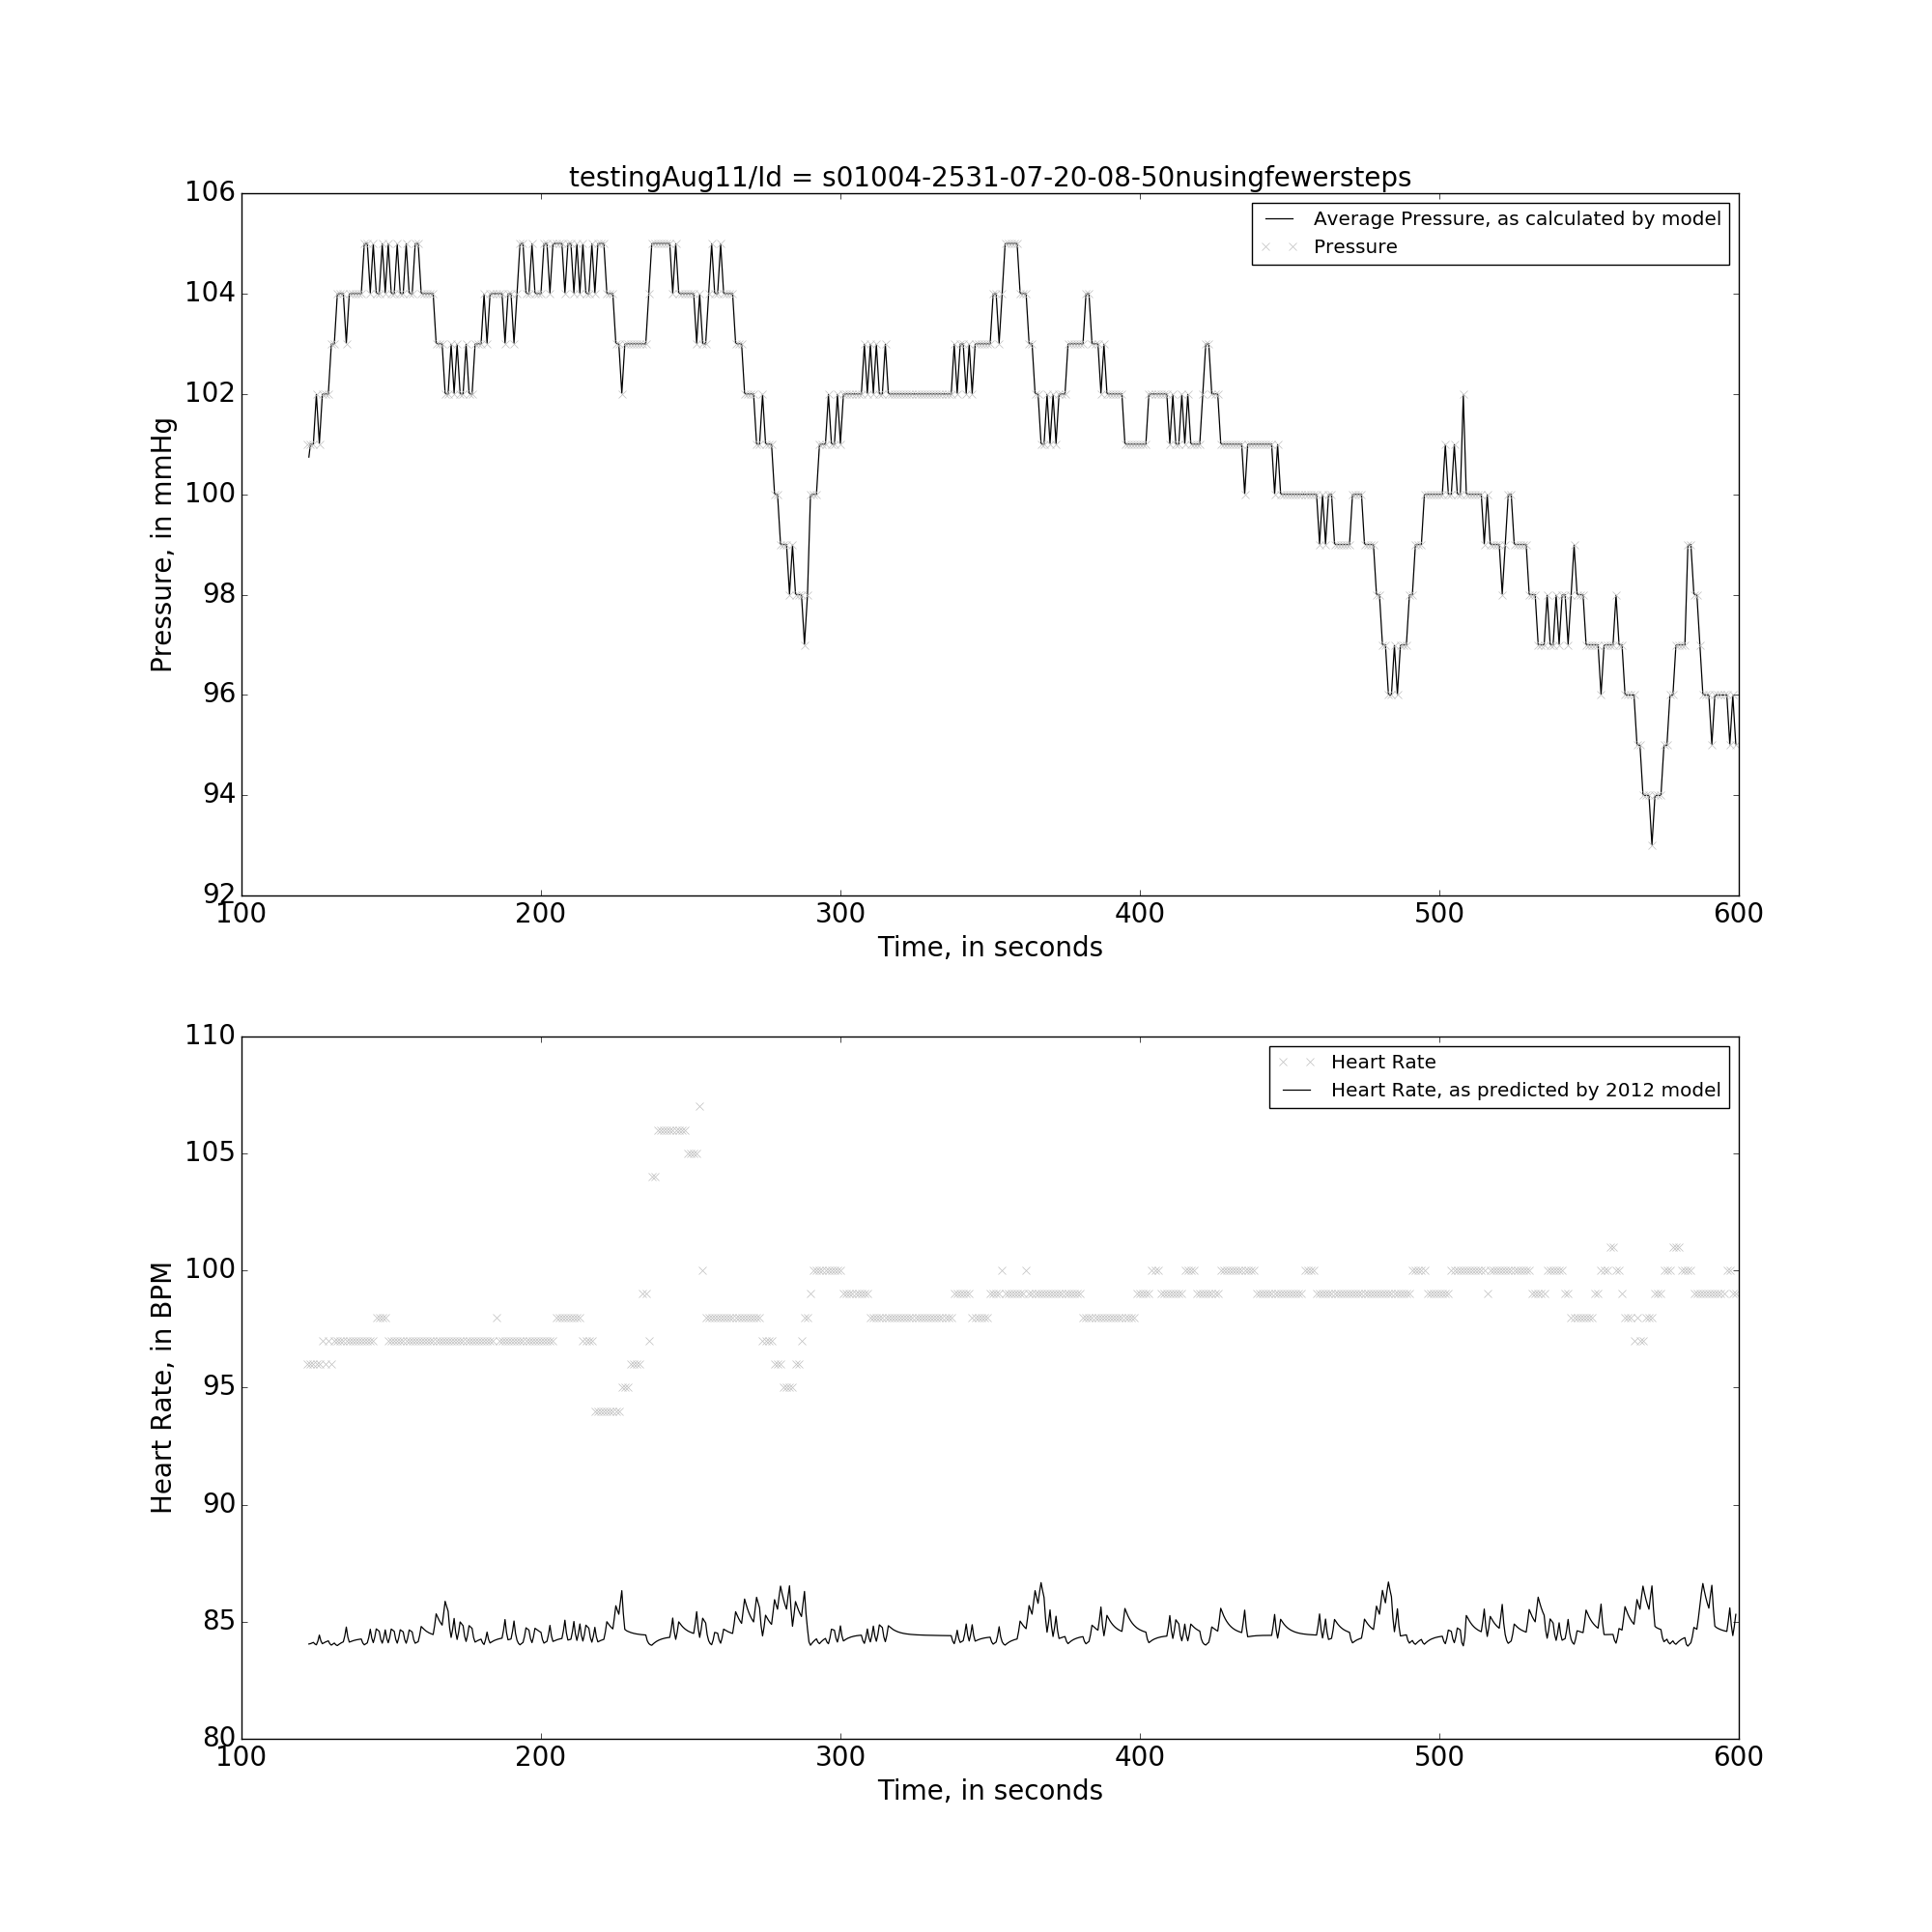 testingAug11/Id = s01004-2531-07-20-08-50nusingfewersteps
106
104
102
100
98
96
94
92
Pressure, in mmHg
Average Pressure, as calculated by model
Pressure
100 200 300 400 500 600
Time, in seconds
110
105
100
95
90
85
80
Heart Rate, in BPM
Heart Rate
Heart Rate, as predicted by 2012 model
100 200 300 400 500 600
Time, in seconds